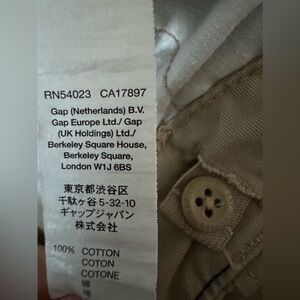 RN54023 CA17897
Gap (Netherlands) B.V.
Gap Europe Ltd./ Gap
(UK Holdings) Ltd./
Berkeley Square House,
Berkeley Square,
London W1J 6BS
東京都渋谷区
千駄ヶ谷5-32-10
ギャップジャパン
株式会社
100% COTTON
COTON
COTONE
綿